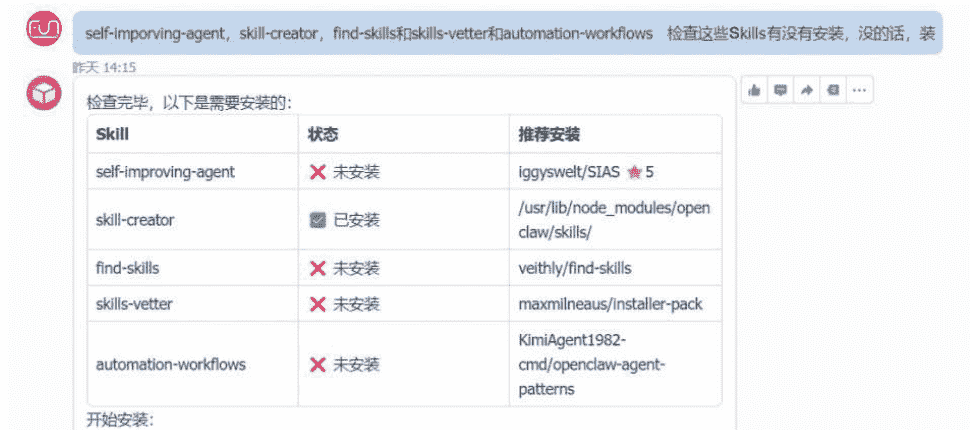 FUn
self-imporving-agent，skill-creator，find-skills和skills-vetter和automation-workflows 检查这些Skills有没有安装，没的话，装
昨天 14:15
检查完毕，以下是需要安装的：
Skill 状态 推荐安装
self-improving-agent ❌ 未安装 iggyswelt/SIAS ⭐ 5
skill-creator ✅ 已安装 /usr/lib/node_modules/open
claw/skills/
find-skills ❌ 未安装 veithly/find-skills
skills-vetter ❌ 未安装 maxmilneaus/installer-pack
automation-workflows ❌ 未安装 KimiAgent1982-
cmd/openclaw-agent-
patterns
开始安装：